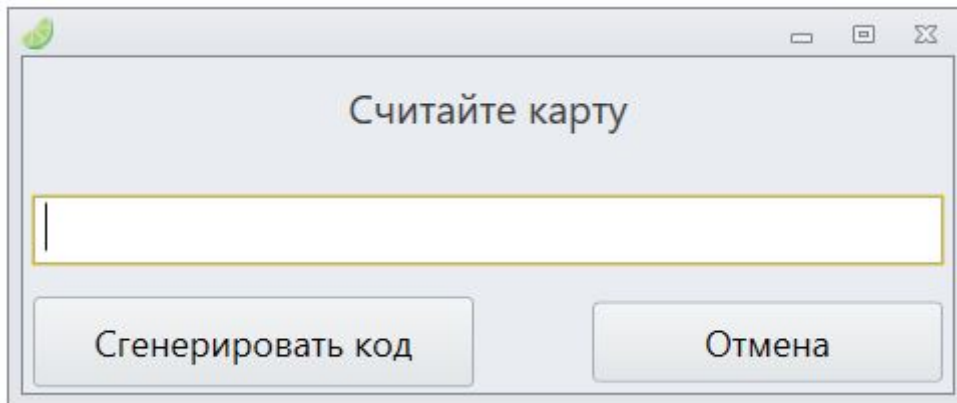 Считайте карту
Сгенерировать код
Отмена